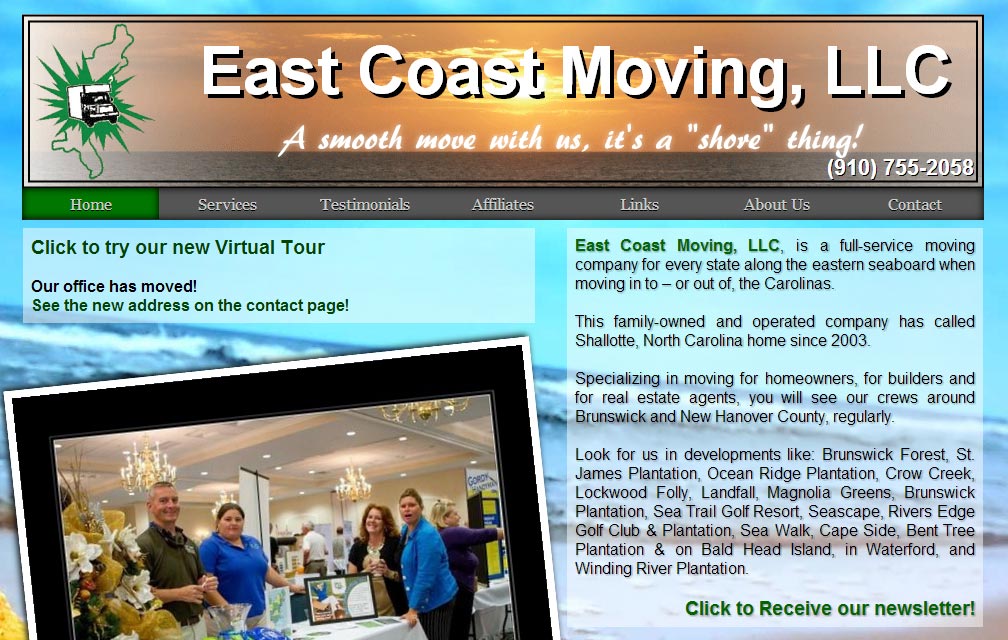 East Coast Moving, LLC
A smooth move with us, it's a "shore" thing!
(910) 755-2058
Home Services Testimonials Affiliates Links About Us Contact
Click to try our new Virtual Tour
Our office has moved!
See the new address on the contact page!
East Coast Moving, LLC, is a full-service moving
company for every state along the eastern seaboard when
moving in to – or out of, the Carolinas.
This family-owned and operated company has called
Shallotte, North Carolina home since 2003.
Specializing in moving for homeowners, for builders and
for real estate agents, you will see our crews around
Brunswick and New Hanover County, regularly.
Look for us in developments like: Brunswick Forest, St.
James Plantation, Ocean Ridge Plantation, Crow Creek,
Lockwood Folly, Landfall, Magnolia Greens, Brunswick
Plantation, Sea Trail Golf Resort, Seascape, Rivers Edge
Golf Club & Plantation, Sea Walk, Cape Side, Bent Tree
Plantation & on Bald Head Island, in Waterford, and
Winding River Plantation.
Click to Receive our newsletter!
GORDY